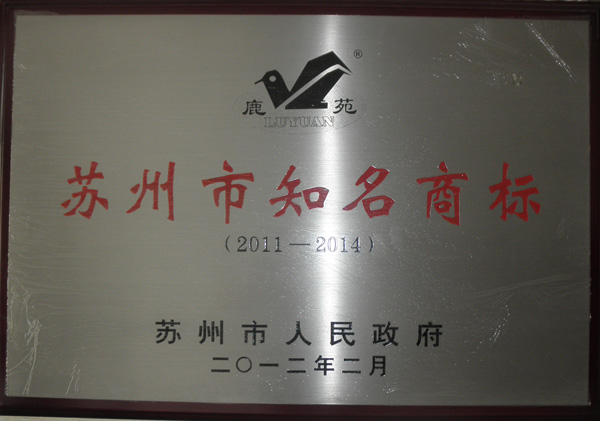 ®
鹿 苑
LUYUAN
苏州市知名商标
(2011—2014)
苏州市人民政府
二〇一二年二月